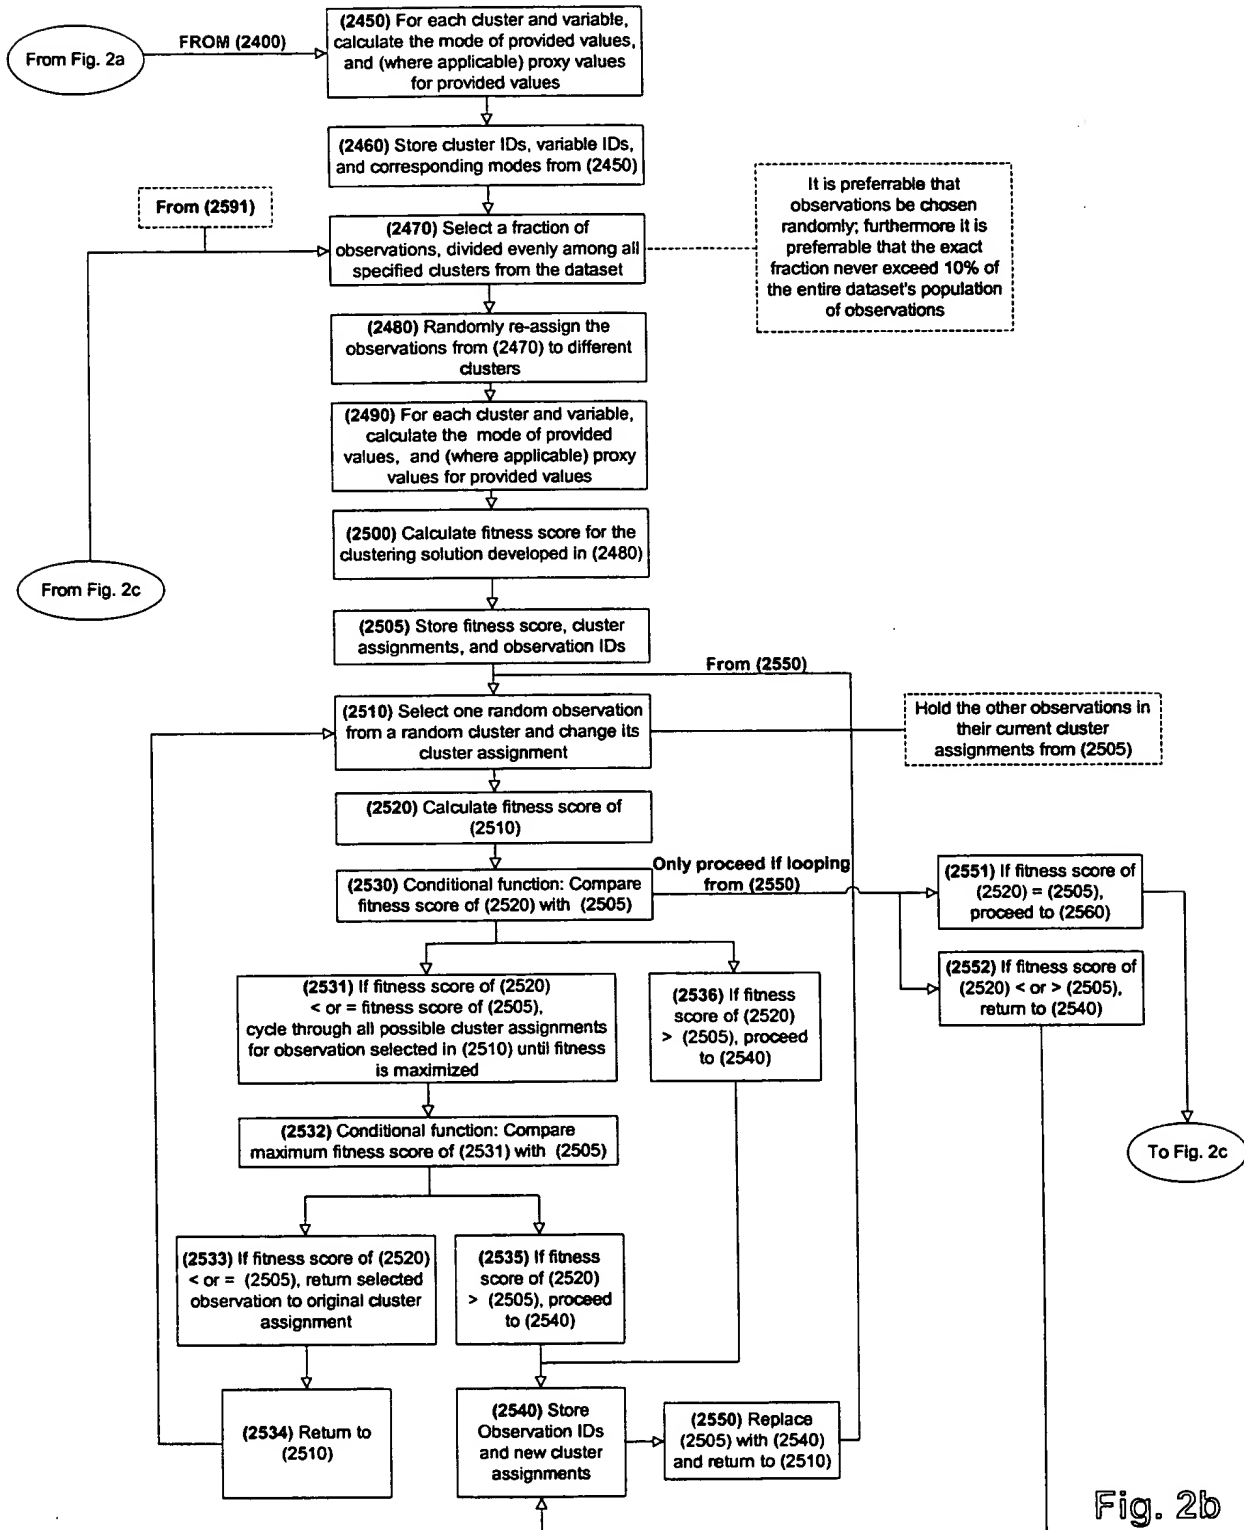 From Fig. 2a
FROM (2400)
(2450) For each cluster and variable,
calculate the mode of provided values,
and (where applicable) proxy values
for provided values
(2460) Store cluster IDs, variable IDs,
and corresponding modes from (2450)
From (2591)
(2470) Select a fraction of
observations, divided evenly among all
specified clusters from the dataset
It is preferrable that
observations be chosen
randomly; furthermore it is
preferrable that the exact
fraction never exceed 10% of
the entire dataset's population
of observations
(2480) Randomly re-assign the
observations from (2470) to different
clusters
(2490) For each cluster and variable,
calculate the mode of provided
values, and (where applicable) proxy
values for provided values
(2500) Calculate fitness score for the
clustering solution developed in (2480)
From Fig. 2c
(2505) Store fitness score, cluster
assignments, and observation IDs
From (2550)
(2510) Select one random observation
from a random cluster and change its
cluster assignment
Hold the other observations in
their current cluster
assignments from (2505)
(2520) Calculate fitness score of
(2510)
Only proceed if looping
from (2550)
(2530) Conditional function: Compare
fitness score of (2520) with (2505)
(2551) If fitness score of
(2520) = (2505),
proceed to (2560)
(2552) If fitness score of
(2520) < or > (2505),
return to (2540)
(2531) If fitness score of (2520)
< or = fitness score of (2505),
cycle through all possible cluster assignments
for observation selected in (2510) until fitness
is maximized
(2536) If fitness
score of (2520)
> (2505), proceed
to (2540)
(2532) Conditional function: Compare
maximum fitness score of (2531) with (2505)
To Fig. 2c
(2533) If fitness score of (2520)
< or = (2505), return selected
observation to original cluster
assignment
(2535) If fitness
score of (2520)
> (2505), proceed
to (2540)
(2534) Return to
(2510)
(2540) Store
Observation IDs
and new cluster
assignments
(2550) Replace
(2505) with (2540)
and return to (2510)
Fig. 2b